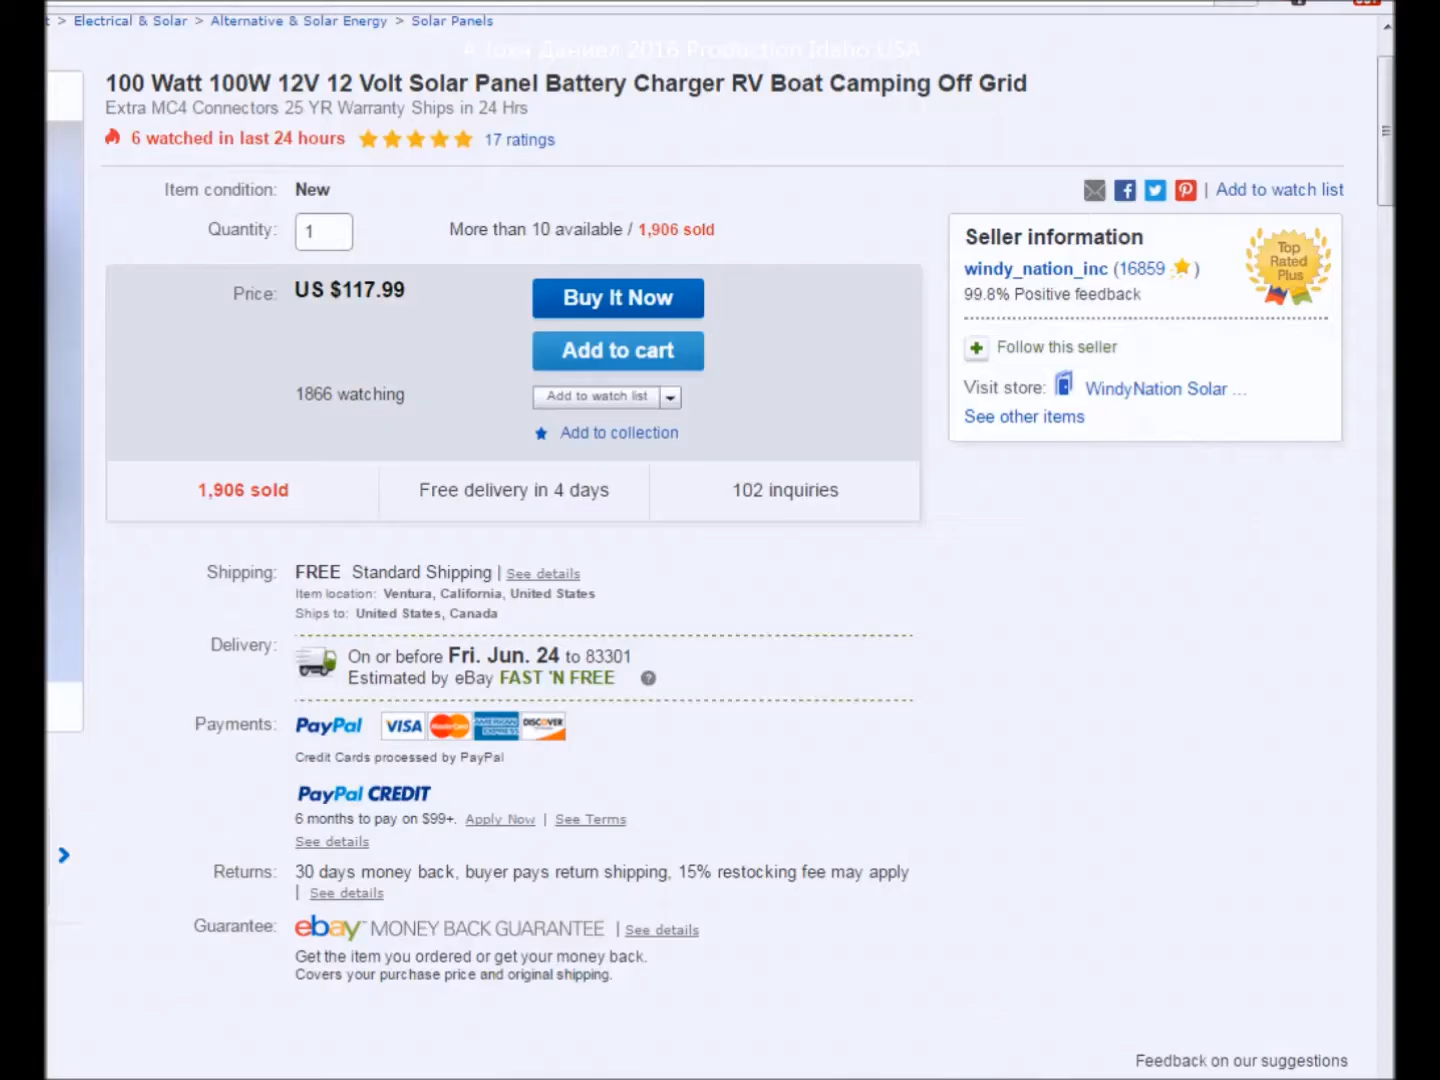 > Electrical & Solar > Alternative & Solar Energy > Solar Panels
Даниел 2016 Production Idaho USA
100 Watt 100W 12V 12 Volt Solar Panel Battery Charger RV Boat Camping Off Grid
Extra MC4 Connectors 25 YR Warranty Ships in 24 Hrs
6 watched in last 24 hours 17 ratings
Item condition: New
| Add to watch list
Quantity: 1 More than 10 available / 1,906 sold
Seller information
windy_nation_inc (16859 )
99.8% Positive feedback
Top Rated Plus
Price: US $117.99
Buy It Now
Add to cart
Follow this seller
Visit store: WindyNation Solar ...
See other items
1866 watching
Add to watch list
Add to collection
1,906 sold Free delivery in 4 days 102 inquiries
Shipping: FREE Standard Shipping | See details
Item location: Ventura, California, United States
Ships to: United States, Canada
Delivery: On or before Fri. Jun. 24 to 83301
Estimated by eBay FAST 'N FREE ?
Payments: PayPal VISA MasterCard AMERICAN EXPRESS DISCOVER
Credit Cards processed by PayPal
PayPal CREDIT
6 months to pay on $99+. Apply Now | See Terms
See details
Returns: 30 days money back, buyer pays return shipping, 15% restocking fee may apply
| See details
Guarantee: ebay™ MONEY BACK GUARANTEE | See details
Get the item you ordered or get your money back.
Covers your purchase price and original shipping.
Feedback on our suggestions